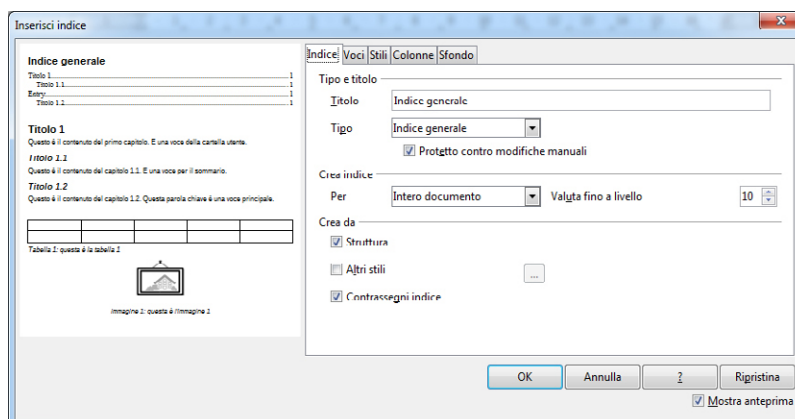 Inserisci indice
Indice generale
Titolo 1 1
Titolo 1.1 1
Entry 1
Titolo 1.2 1
Titolo 1
Questo è il contenuto del primo capitolo. È una voce della cartella utente.
Titolo 1.1
Questo è il contenuto del capitolo 1.1. È una voce per il sommario.
Titolo 1.2
Questo è il contenuto del capitolo 1.2. Questa parola chiave è una voce principale.
Tabella 1: questa è la tabella 1
Immagine 1: questa è l'immagine 1
Indice Voci Stili Colonne Sfondo
Tipo e titolo
Titolo Indice generale
Tipo Indice generale
Protetto contro modifiche manuali
Crea indice
Per Intero documento Valuta fino a livello 10
Crea da
Struttura
Altri stili ...
Contrassegni indice
OK Annulla ? Ripristina
Mostra anteprima